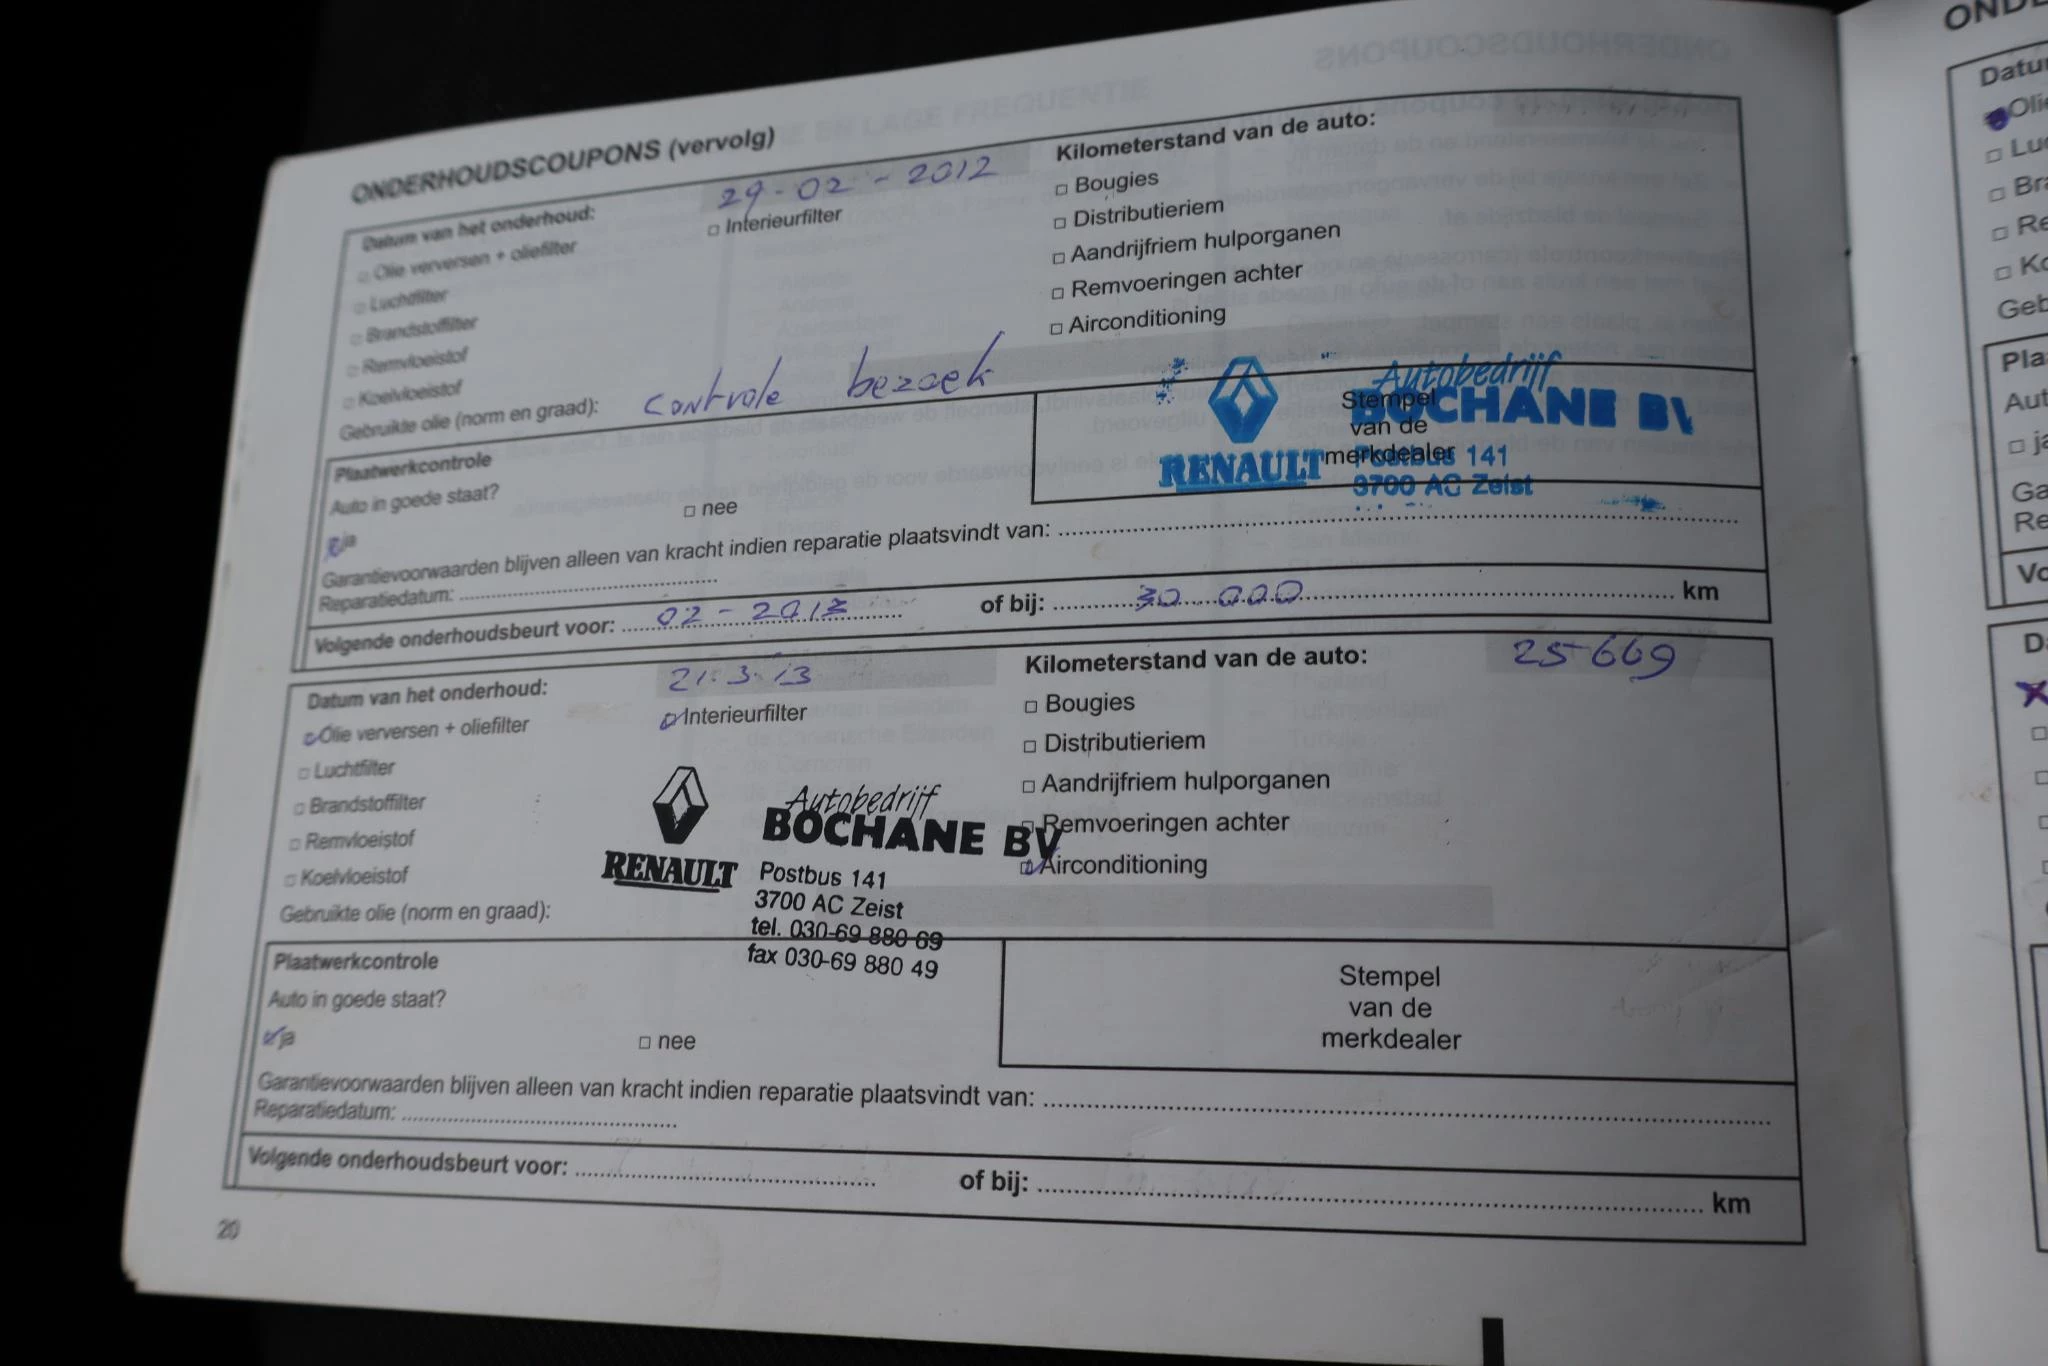 ONDERHOUDSCOUPONS (vervolg)
Datum van het onderhoud: 29-02-2012 Kilometerstand van de auto:
□ Olie verversen + oliefilter □ Interieurfilter □ Bougies
□ Luchtfilter □ Distributieriem
□ Brandstoffilter □ Aandrijfriem hulporganen
□ Remvloeistof □ Remvoeringen achter
□ Koelvloeistof □ Airconditioning
Gebruikte olie (norm en graad): controle bezoek
Plaatwerkcontrole
Auto in goede staat?
ja □ nee
Stempel
van de
merkdealer
RENAULT
Autobedrijf
BOCHANE BV
Postbus 141
3700 AC Zeist
Garantievoorwaarden blijven alleen van kracht indien reparatie plaatsvindt van:
Reparatiedatum:
Volgende onderhoudsbeurt voor: 02-2013 of bij: 30 000 km
Datum van het onderhoud: 21.3.13 Kilometerstand van de auto: 25 669
Olie verversen + oliefilter Interieurfilter □ Bougies
□ Luchtfilter □ Distributieriem
□ Brandstoffilter □ Aandrijfriem hulporganen
□ Remvloeistof □ Remvoeringen achter
□ Koelvloeistof Airconditioning
Gebruikte olie (norm en graad):
RENAULT
Autobedrijf
BOCHANE BV
Postbus 141
3700 AC Zeist
tel. 030-69 880 69
fax 030-69 880 49
Plaatwerkcontrole
Auto in goede staat?
ja □ nee
Stempel
van de
merkdealer
Garantievoorwaarden blijven alleen van kracht indien reparatie plaatsvindt van:
Reparatiedatum:
Volgende onderhoudsbeurt voor: of bij: km
20